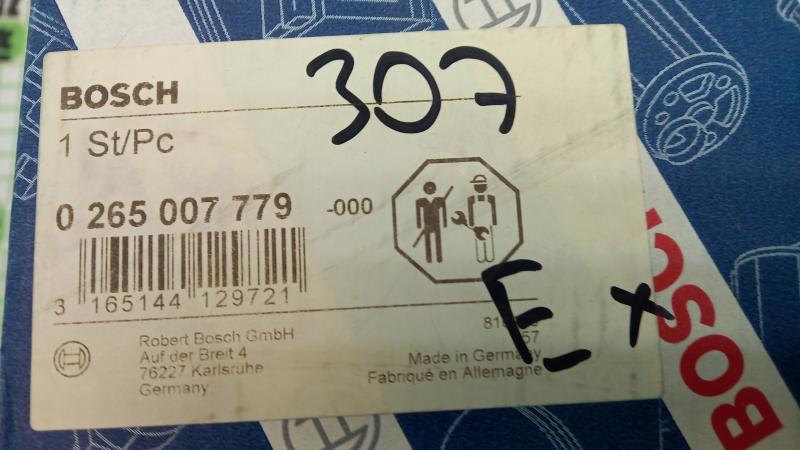 BOSCH
307
1 St/Pc
0 265 007 779 -000
3 165144 129721
E x
Robert Bosch GmbH
Auf der Breit 4
76227 Karlsruhe
Germany
57
Made in Germany
Fabriqué en Allemagne
BOSCH